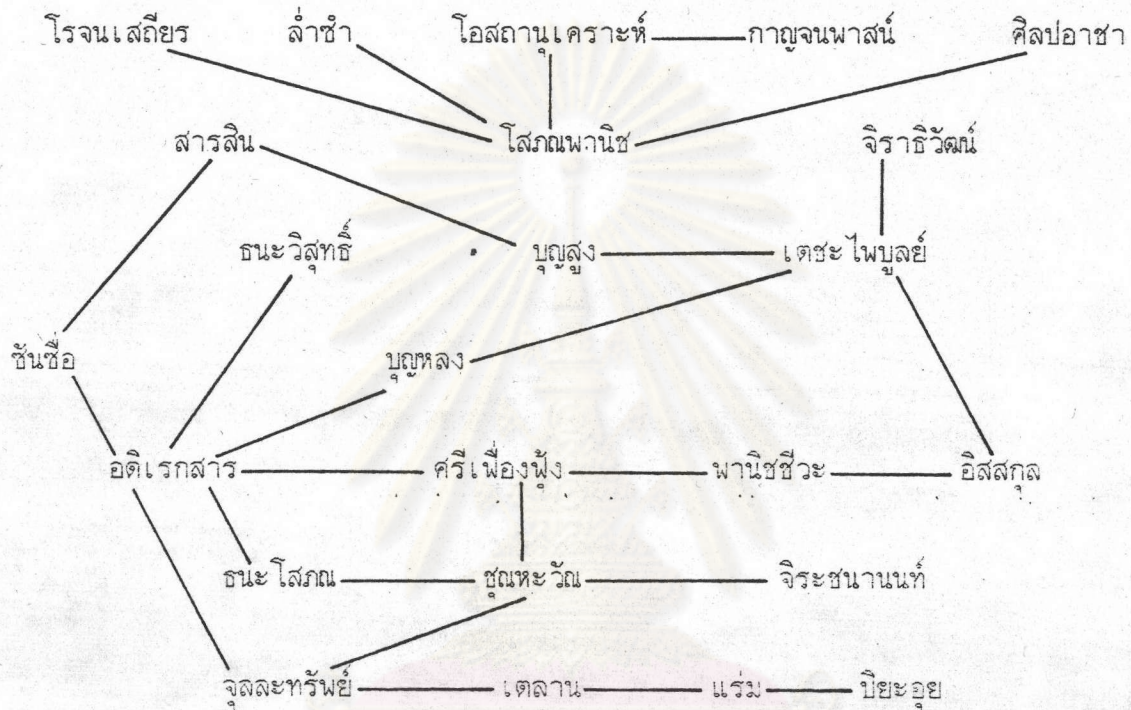 โรจนเสถียร ล่ำซำ โอสถานุเคราะห์ กาญจนพาสน์ ศิลปอาชา
สารสิน โสภณพานิช จิราธิวัฒน์
ธนะวิสุทธิ์ บุญสูง เตชะไพบูลย์
ซันซื่อ บุญหลง
อดิเรกสาร ศรีเฟื่องฟุ้ง พานิชชีวะ อิสสกุล
ธนะโสภณ ชุณหะวัณ จิระชนานนท์
จุลละทรัพย์ เตลาน แร่ม ปิยะอุย